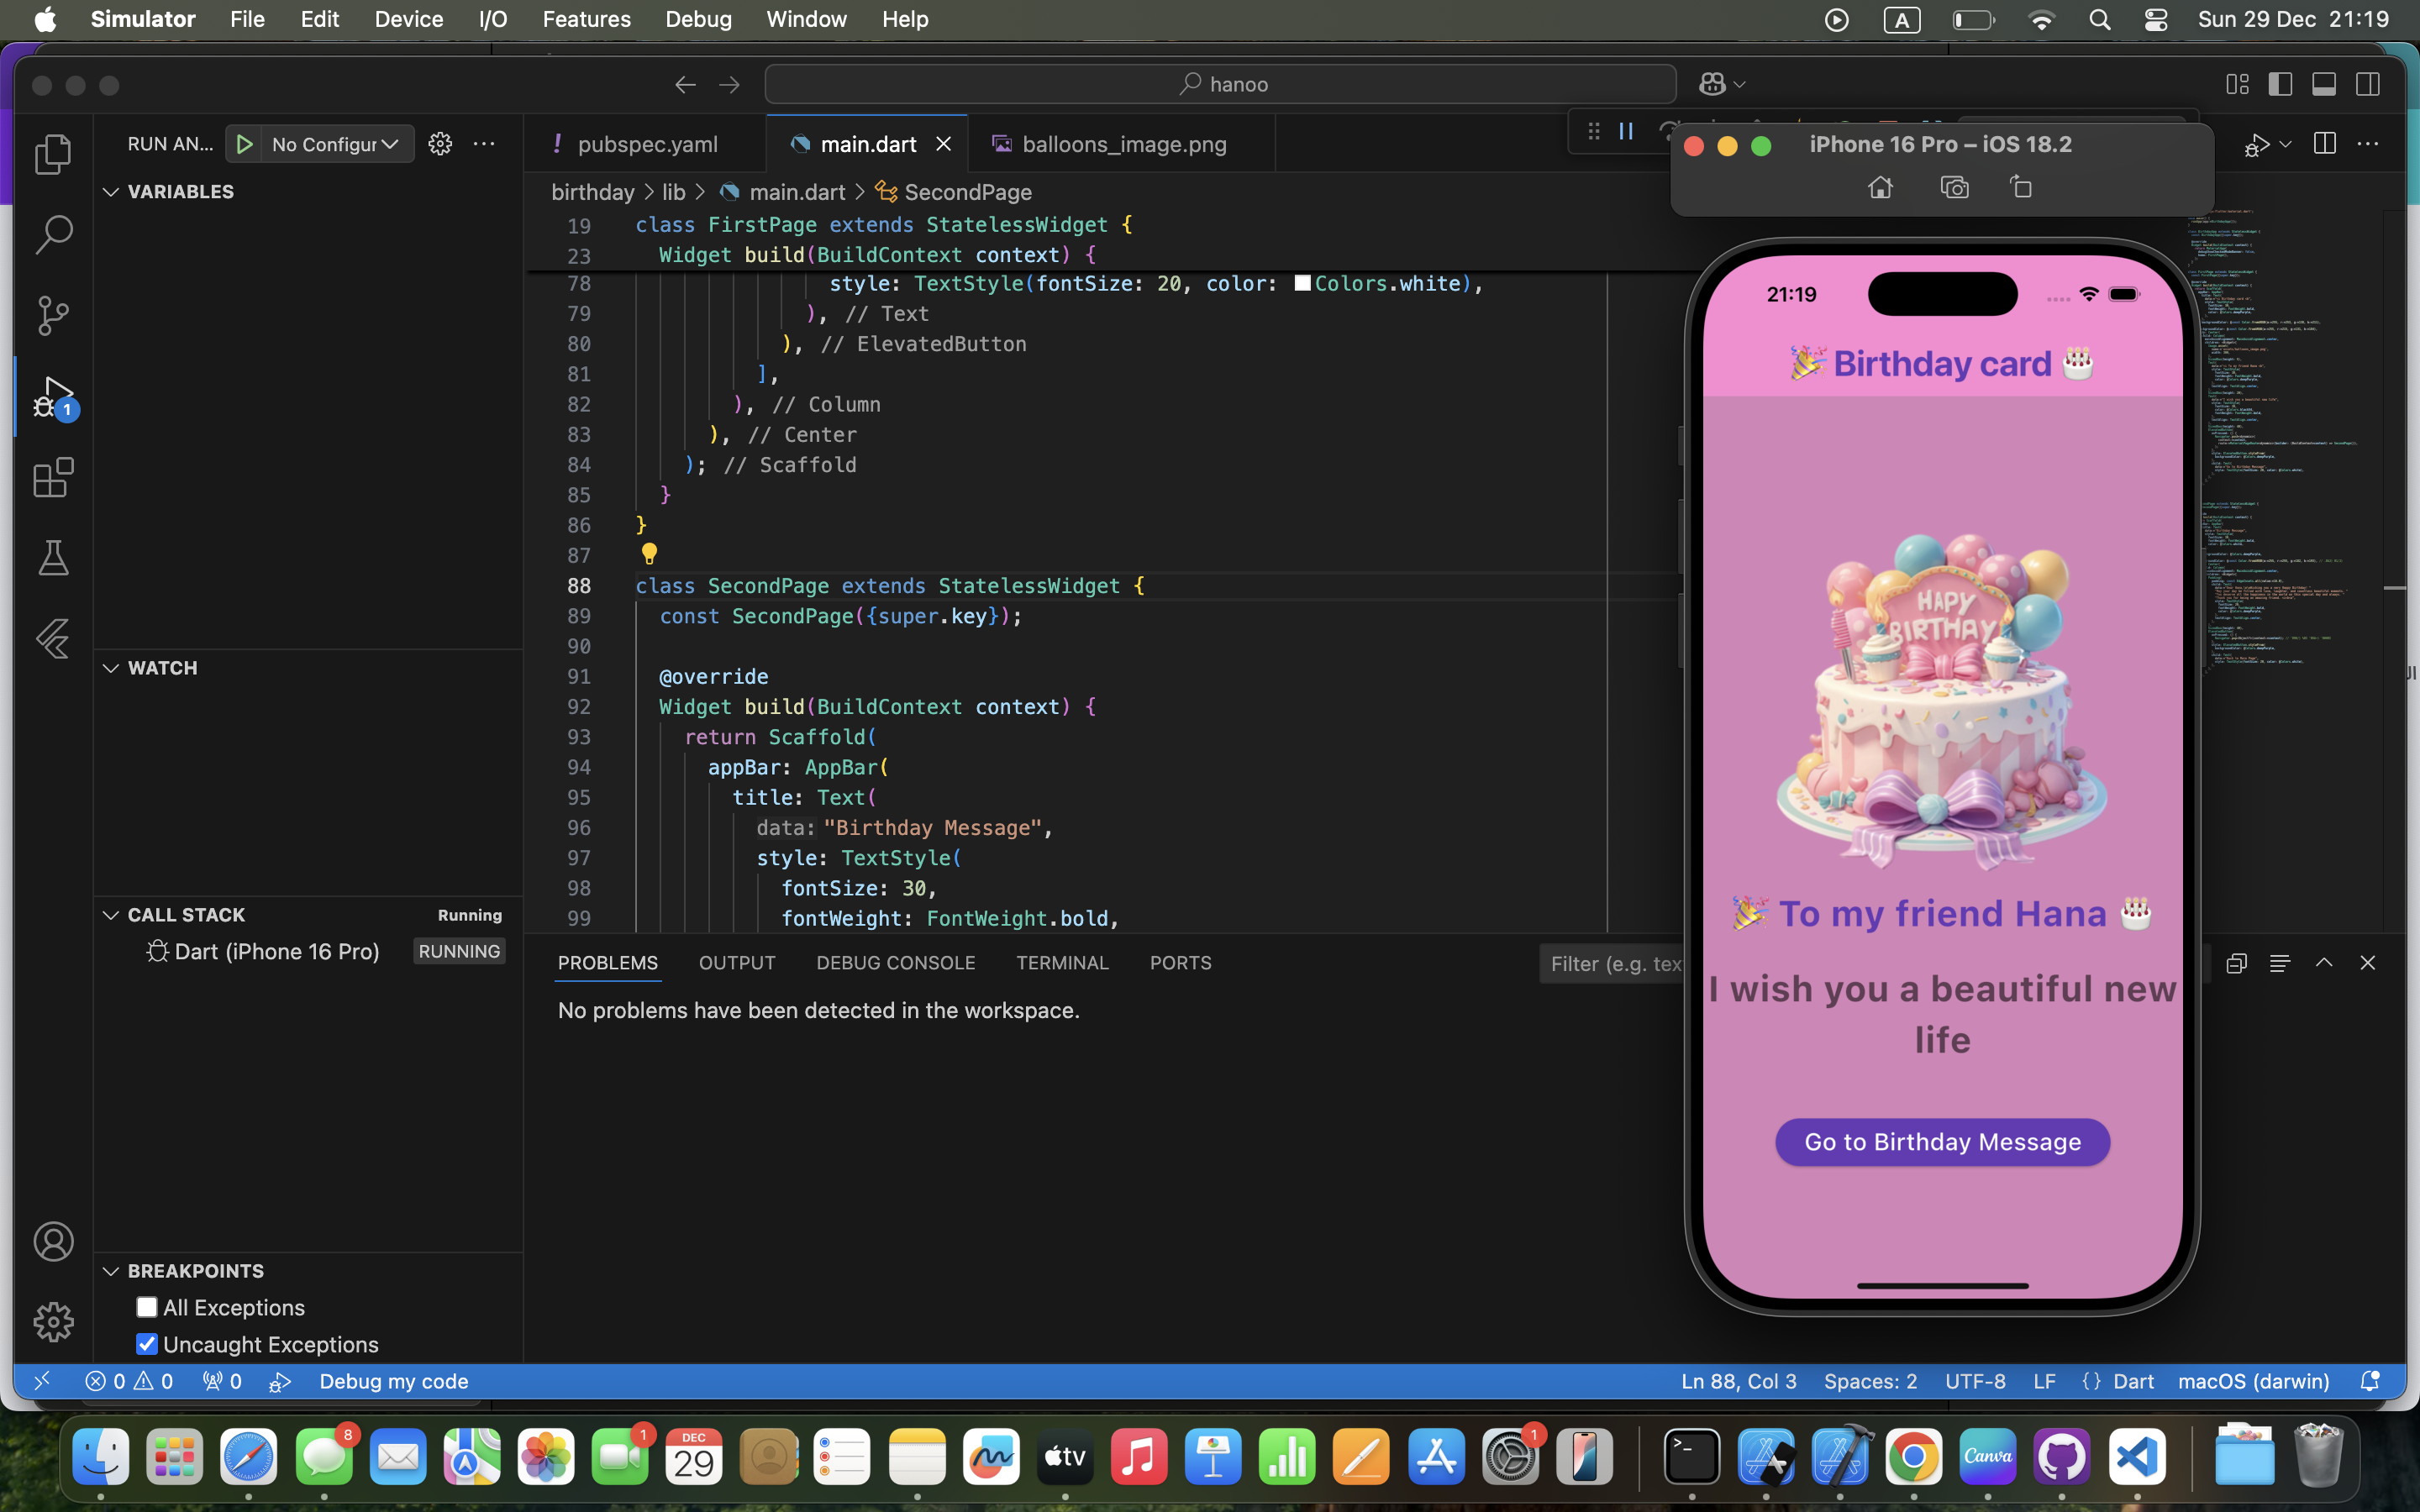 Simulator File Edit Device I/O Features Debug Window Help
A
Sun 29 Dec 21:19
hanoo
RUN AN... No Configur
pubspec.yaml
main.dart
balloons_image.png
VARIABLES
birthday > lib > main.dart > SecondPage
19 class FirstPage extends StatelessWidget {
23 Widget build(BuildContext context) {
78 style: TextStyle(fontSize: 20, color: Colors.white),
79 ), // Text
80 ), // ElevatedButton
81 ],
82 ), // Column
83 ), // Center
84 ); // Scaffold
85 }
86 }
87
88 class SecondPage extends StatelessWidget {
89 const SecondPage({super.key});
90
91 @override
92 Widget build(BuildContext context) {
93 return Scaffold(
94 appBar: AppBar(
95 title: Text(
96 data: "Birthday Message",
97 style: TextStyle(
98 fontSize: 30,
99 fontWeight: FontWeight.bold,
1
WATCH
CALL STACK Running
Dart (iPhone 16 Pro) RUNNING
BREAKPOINTS
All Exceptions
Uncaught Exceptions
PROBLEMS OUTPUT DEBUG CONSOLE TERMINAL PORTS
Filter (e.g. tex
No problems have been detected in the workspace.
iPhone 16 Pro – iOS 18.2
21:19
🎉 Birthday card 🎂
HAPY
BIRTHAY
🎉 To my friend Hana 🎂
I wish you a beautiful new
life
Go to Birthday Message
0 0 0 Debug my code
Ln 88, Col 3 Spaces: 2 UTF-8 LF {} Dart macOS (darwin)
8
1
DEC
29
tv
1
Canva